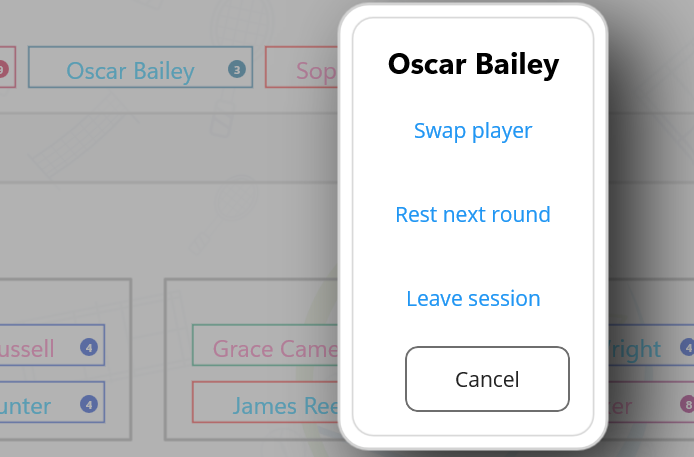 Oscar Bailey 3 Sop
Oscar Bailey
Swap player
Rest next round
Leave session
Cancel
ussell 4 Grace Came right 4
unter 4 James Ree ter 8